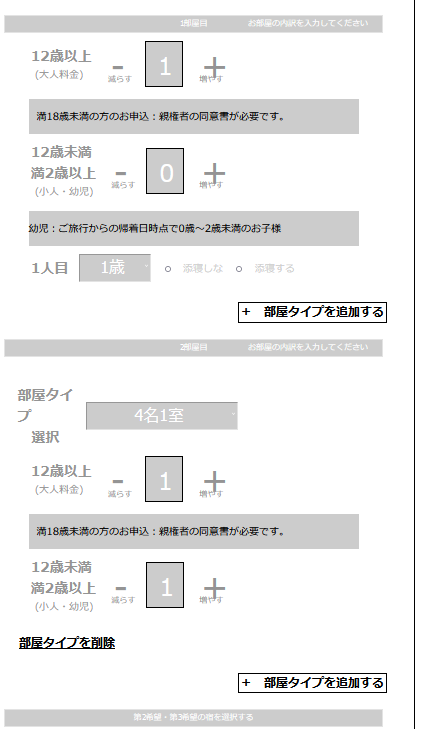 1部屋目 お部屋の内訳を入力してください
12歳以上
(大人料金)
-
減らす
1
+
増やす
満18歳未満の方のお申込：親権者の同意書が必要です。
12歳未満
満2歳以上
(小人・幼児)
-
減らす
0
+
増やす
幼児：ご旅行からの帰着日時点で0歳～2歳未満のお子様
1人目 1歳 添寝しな 添寝する
+ 部屋タイプを追加する
2部屋目 お部屋の内訳を入力してください
部屋タイ
プ
選択
4名1室
12歳以上
(大人料金)
-
減らす
1
+
増やす
満18歳未満の方のお申込：親権者の同意書が必要です。
12歳未満
満2歳以上
(小人・幼児)
-
減らす
1
+
増やす
部屋タイプを削除
+ 部屋タイプを追加する
第2希望・第3希望の宿を選択する